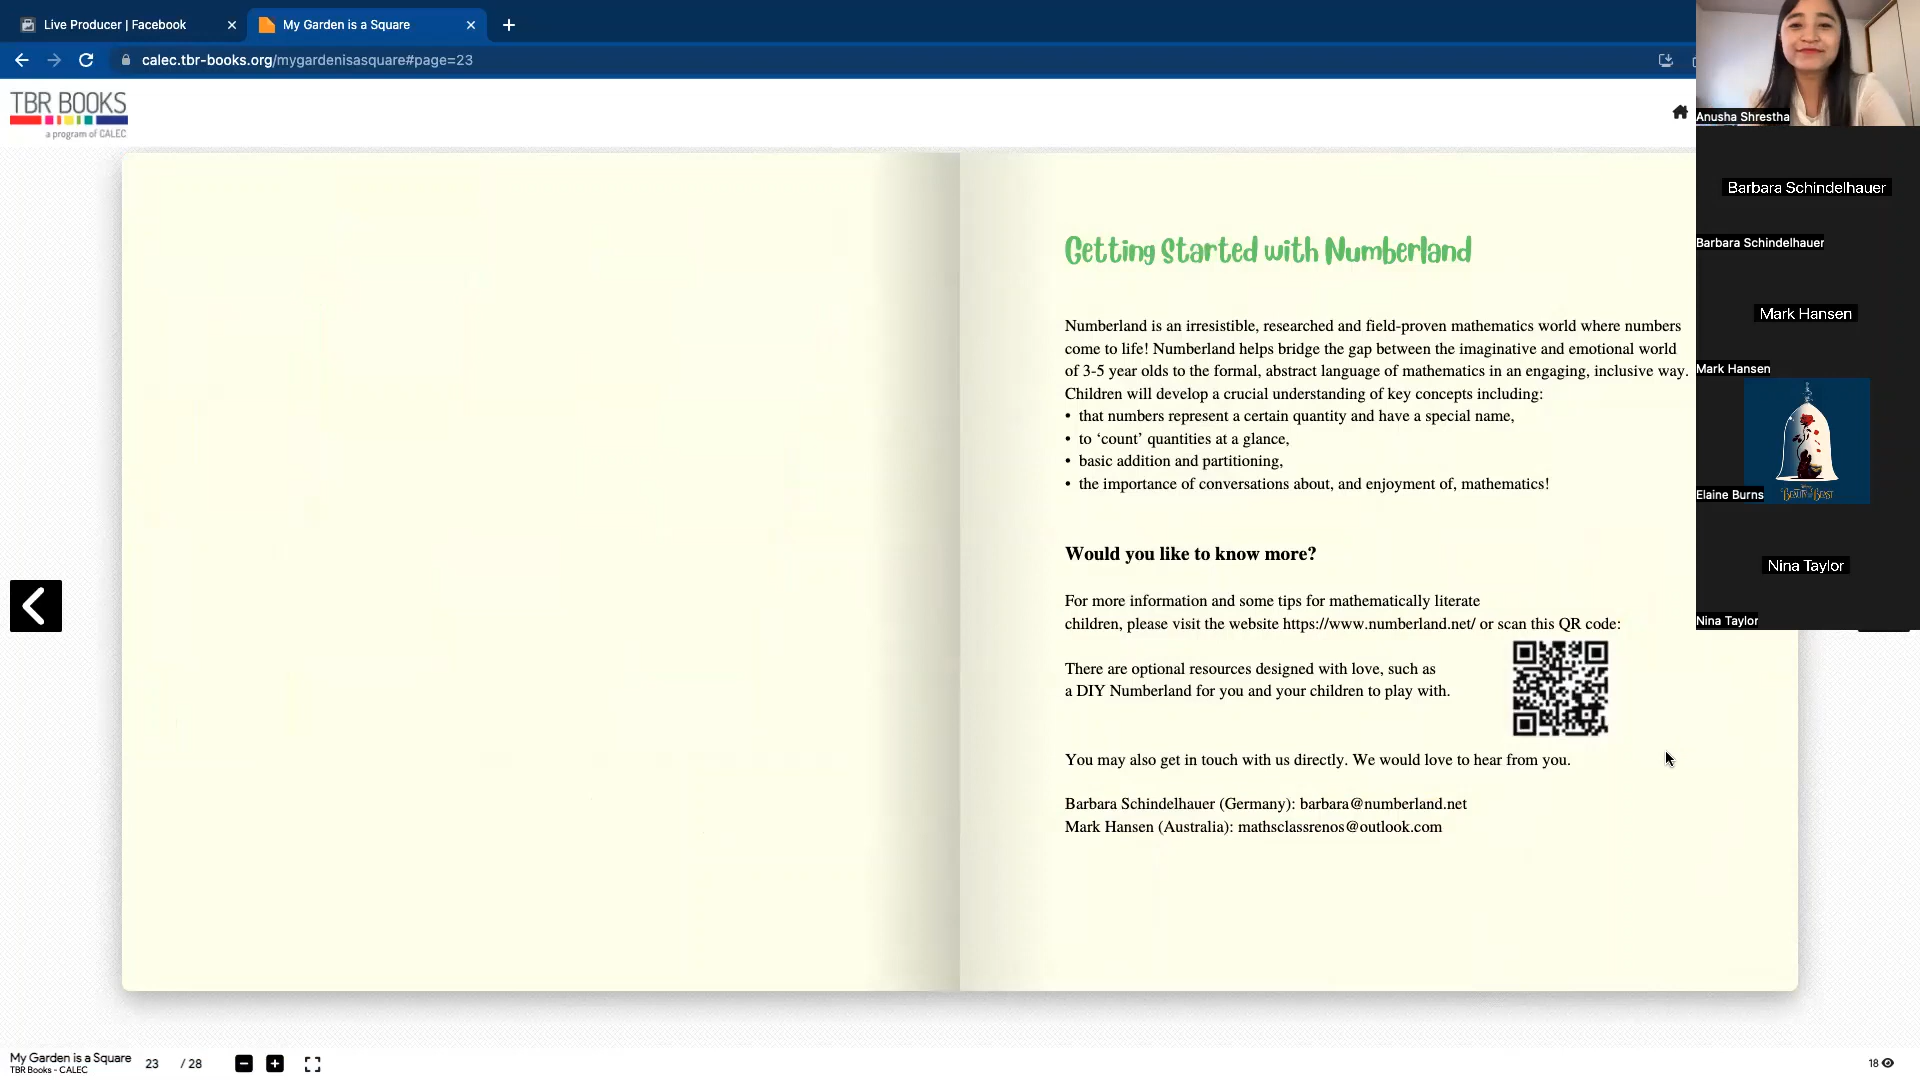 Live Producer | Facebook
My Garden is a Square
calec.tbr-books.org/mygardenisasquare#page=23
TBR BOOKS
a program of CALEC
Anusha Shrestha
Barbara Schindelhauer
Barbara Schindelhauer
Mark Hansen
Mark Hansen
Elaine Burns
Nina Taylor
Nina Taylor
Getting Started with Numberland
Numberland is an irresistible, researched and field-proven mathematics world where numbers
come to life! Numberland helps bridge the gap between the imaginative and emotional world
of 3-5 year olds to the formal, abstract language of mathematics in an engaging, inclusive way.
Children will develop a crucial understanding of key concepts including:
• that numbers represent a certain quantity and have a special name,
• to ‘count’ quantities at a glance,
• basic addition and partitioning,
• the importance of conversations about, and enjoyment of, mathematics!
Would you like to know more?
For more information and some tips for mathematically literate
children, please visit the website https://www.numberland.net/ or scan this QR code:
There are optional resources designed with love, such as
a DIY Numberland for you and your children to play with.
You may also get in touch with us directly. We would love to hear from you.
Barbara Schindelhauer (Germany): barbara@numberland.net
Mark Hansen (Australia): mathsclassrenos@outlook.com
My Garden is a Square
TBR Books - CALEC
23 / 28
18